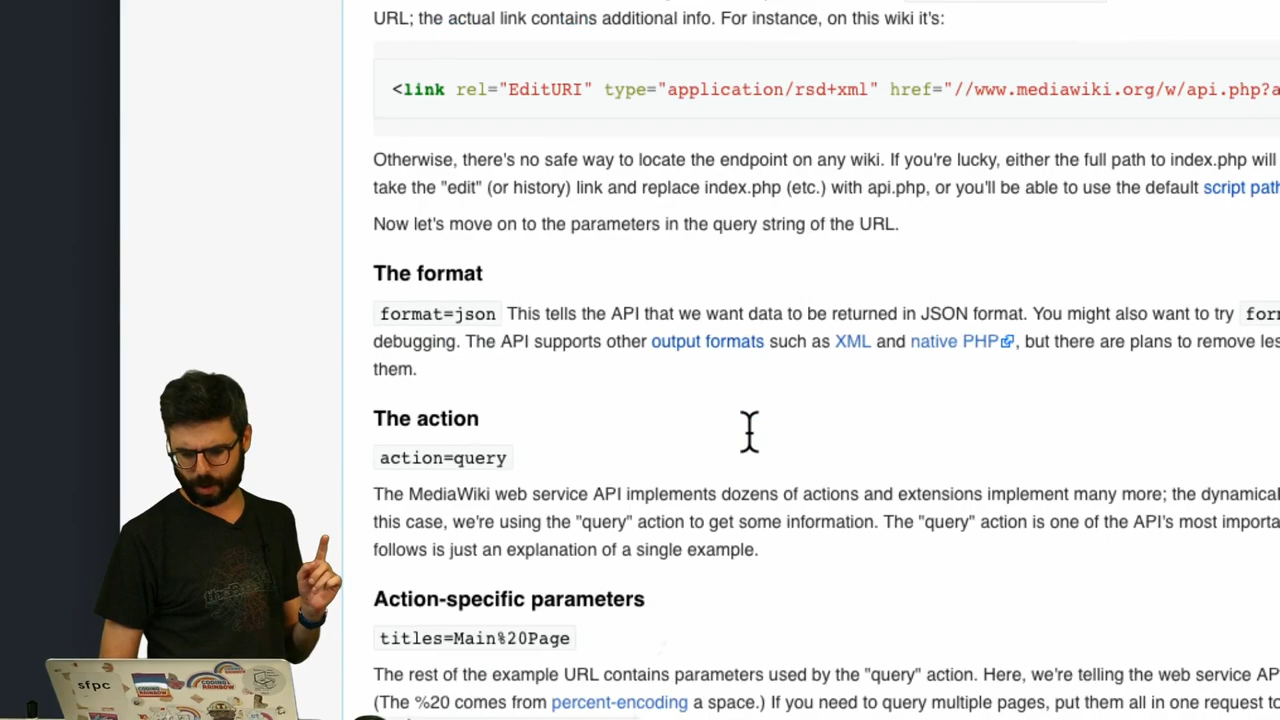 URL; the actual link contains additional info. For instance, on this wiki it's:
<link rel="EditURI" type="application/rsd+xml" href="//www.mediawiki.org/w/api.php?a
Otherwise, there's no safe way to locate the endpoint on any wiki. If you're lucky, either the full path to index.php will
take the "edit" (or history) link and replace index.php (etc.) with api.php, or you'll be able to use the default script path
Now let's move on to the parameters in the query string of the URL.
The format
format=json This tells the API that we want data to be returned in JSON format. You might also want to try for
debugging. The API supports other output formats such as XML and native PHP, but there are plans to remove les
them.
The action
action=query
The MediaWiki web service API implements dozens of actions and extensions implement many more; the dynamical
this case, we're using the "query" action to get some information. The "query" action is one of the API's most importa
follows is just an explanation of a single example.
Action-specific parameters
titles=Main%20Page
The rest of the example URL contains parameters used by the "query" action. Here, we're telling the web service AP
(The %20 comes from percent-encoding a space.) If you need to query multiple pages, put them all in one request to
sfpc
CODING
RAINBOW
CODING
RAINBOW